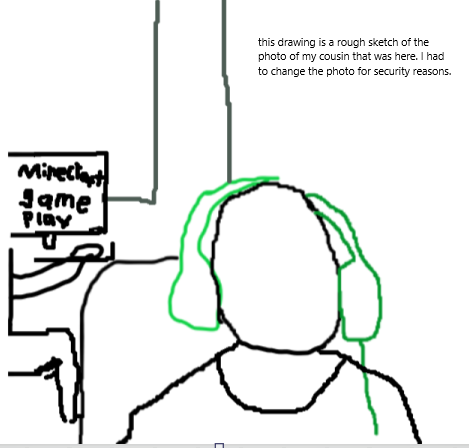 this drawing is a rough sketch of the
photo of my cousin that was here. I had
to change the photo for security reasons.
Minecraft
game
Play